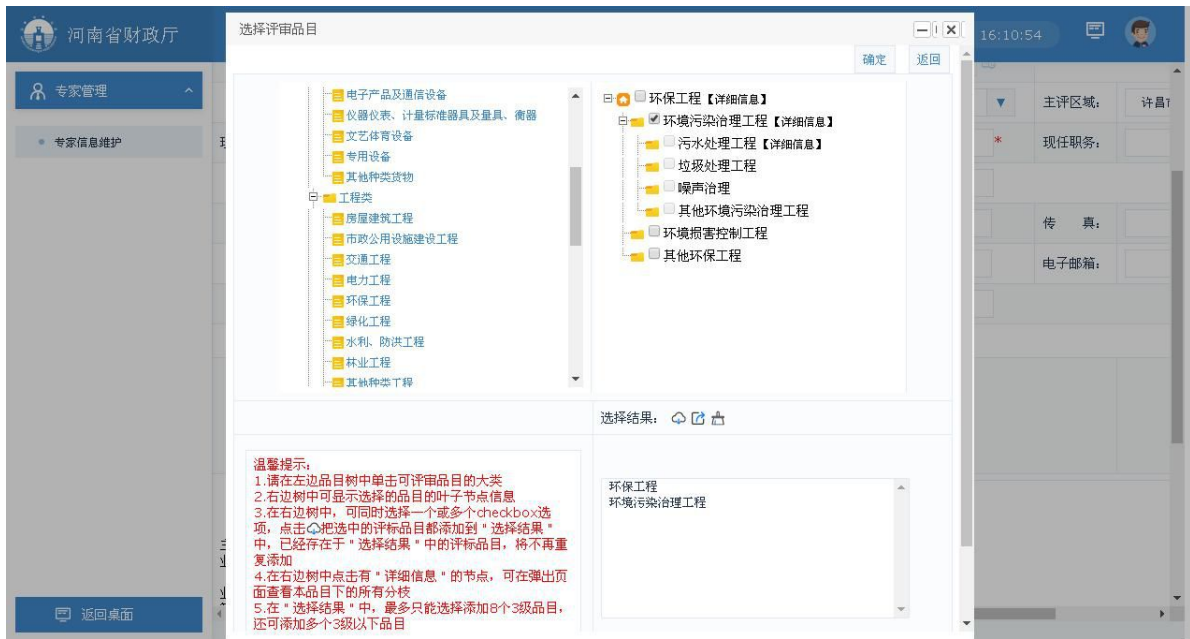 河南省财政厅
选择评审品目
16:10:54
确定 返回
专家管理
专家信息维护
主评区域: 许昌
* 现任职务:
传 真:
电子邮箱:
电子产品及通信设备
仪器仪表、计量标准器具及量具、衡器
文艺体育设备
专用设备
其他种类货物
工程类
房屋建筑工程
市政公用设施建设工程
交通工程
电力工程
环保工程
绿化工程
水利、防洪工程
林业工程
其他种类工程
环保工程【详细信息】
环境污染治理工程【详细信息】
污水处理工程【详细信息】
垃圾处理工程
噪声治理
其他环境污染治理工程
环境损害控制工程
其他环保工程
选择结果:
温馨提示:
1.请在左边品目树中单击可评审品目的大类
2.右边树中可显示选择的品目的叶子节点信息
3.在右边树中，可同时选择一个或多个checkbox选
项，点击把选中的评标品目都添加到"选择结果"
中，已经存在于"选择结果"中的评标品目，将不再重
复添加
4.在右边树中点击有"详细信息"的节点，可在弹出页
面查看本品目下的所有分枝
5.在"选择结果"中，最多只能选择添加8个3级品目，
还可添加多个3级以下品目
环保工程
环境污染治理工程
返回桌面